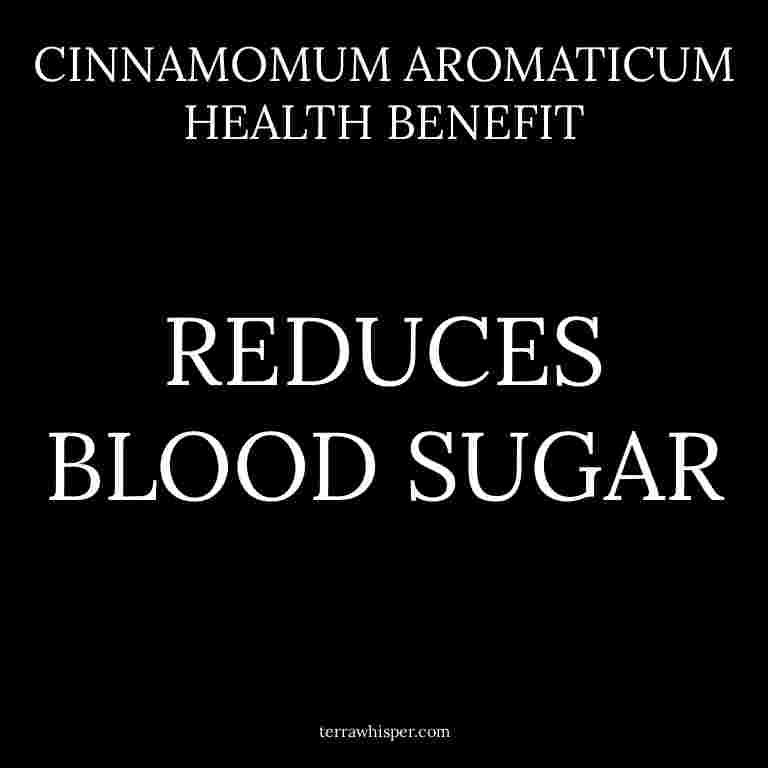 CINNAMOMUM AROMATICUM
HEALTH BENEFIT
REDUCES
BLOOD SUGAR
terrawhisper.com